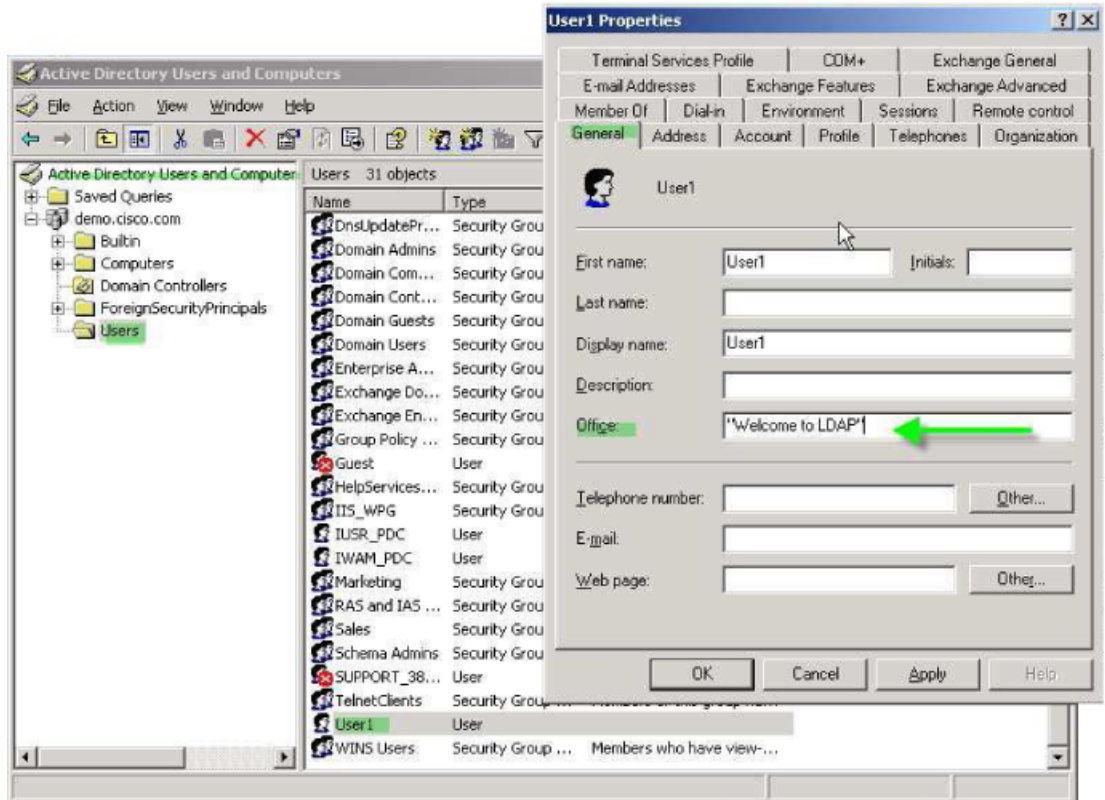 User1 Properties
Active Directory Users and Computers
File Action View Window Help
Active Directory Users and Computer
Saved Queries
demo.cisco.com
Builtin
Computers
Domain Controllers
ForeignSecurityPrincipals
Users
Users 31 objects
Name Type
DnsUpdatePr... Security Grou
Domain Admins Security Grou
Domain Com... Security Grou
Domain Cont... Security Grou
Domain Guests Security Grou
Domain Users Security Grou
Enterprise A... Security Grou
Exchange Do... Security Grou
Exchange En... Security Grou
Group Policy ... Security Grou
Guest User
HelpServices... Security Grou
IIS_WPG Security Grou
IUSR_PDC User
IWAM_PDC User
Marketing Security Grou
RAS and IAS ... Security Grou
Sales Security Grou
Schema Admins Security Grou
SUPPORT_38... User
TelnetClients Security Group ...
User1 User
WINS Users Security Group ... Members who have view-...
Terminal Services Profile COM+ Exchange General
E-mail Addresses Exchange Features Exchange Advanced
Member Of Dial-in Environment Sessions Remote control
General Address Account Profile Telephones Organization
User1
First name: User1 Initials:
Last name:
Display name: User1
Description:
Office: "Welcome to LDAP"
Telephone number: Other...
E-mail:
Web page: Other...
OK Cancel Apply Help